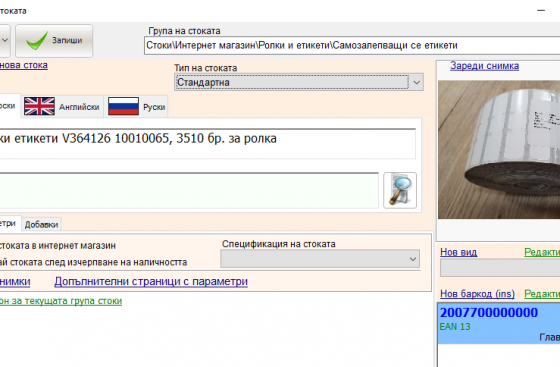 стоката
Запиши
Група на стоката
Стоки\Интернет магазин\Ролки и етикети\Самозалепващи се етикети
нова стока
Тип на стоката
Зареди снимка
Стандартна
Английски
Руски
ки етикети V364126 10010065, 3510 бр. за ролка
Добавки
стоката в интернет магазин
Спецификация на стоката
ай стоката след изчерпване на наличността
Нов вид
Редакти
нимки
Допълнителни страници с параметри
Нов баркод (ins)
Редакти
он за текущата група стоки
2007700000000
EAN 13
Глав